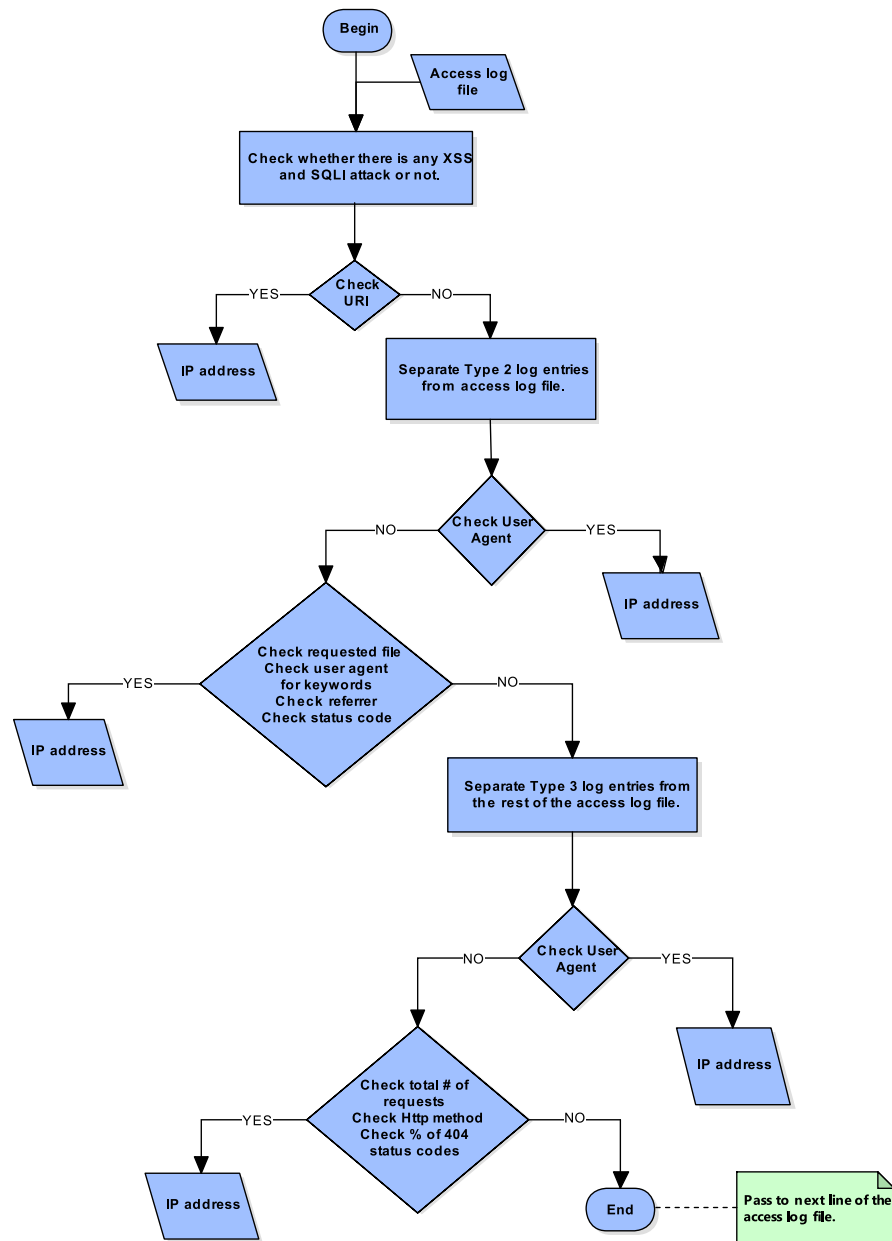 Begin
Access log
file
Check whether there is any XSS
and SQLI attack or not.
Check
URI
YES
NO
IP address
Separate Type 2 log entries
from access log file.
Check User
Agent
NO
YES
IP address
Check requested file
Check user agent
for keywords
Check referrer
Check status code
YES
NO
IP address
Separate Type 3 log entries from
the rest of the access log file.
Check User
Agent
NO
YES
IP address
Check total # of
requests
Check Http method
Check % of 404
status codes
YES
NO
IP address
End
Pass to next line of the
access log file.